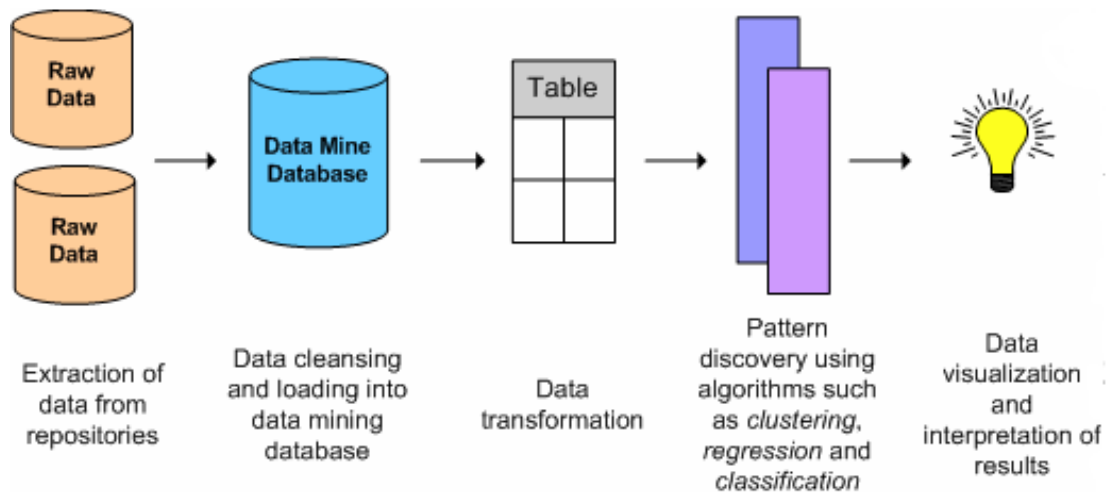 Raw
Data
Raw
Data
Data Mine
Database
Table
Extraction of
data from
repositories
Data cleansing
and loading into
data mining
database
Data
transformation
Pattern
discovery using
algorithms such
as clustering,
regression and
classification
Data
visualization
and
interpretation of
results